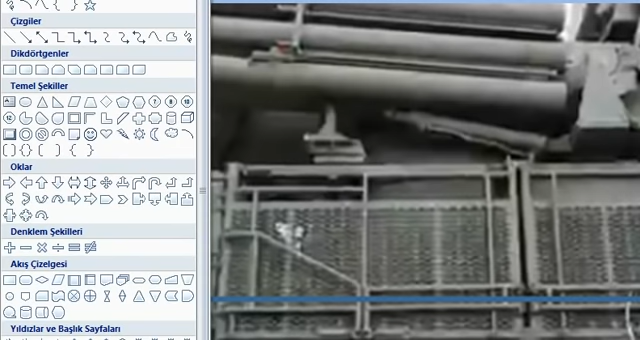 Çizgiler
Dikdörtgenler
Temel Şekiller
Oklar
Denklem Şekilleri
Akış Çizelgesi
Yıldızlar ve Başlık Sayfaları